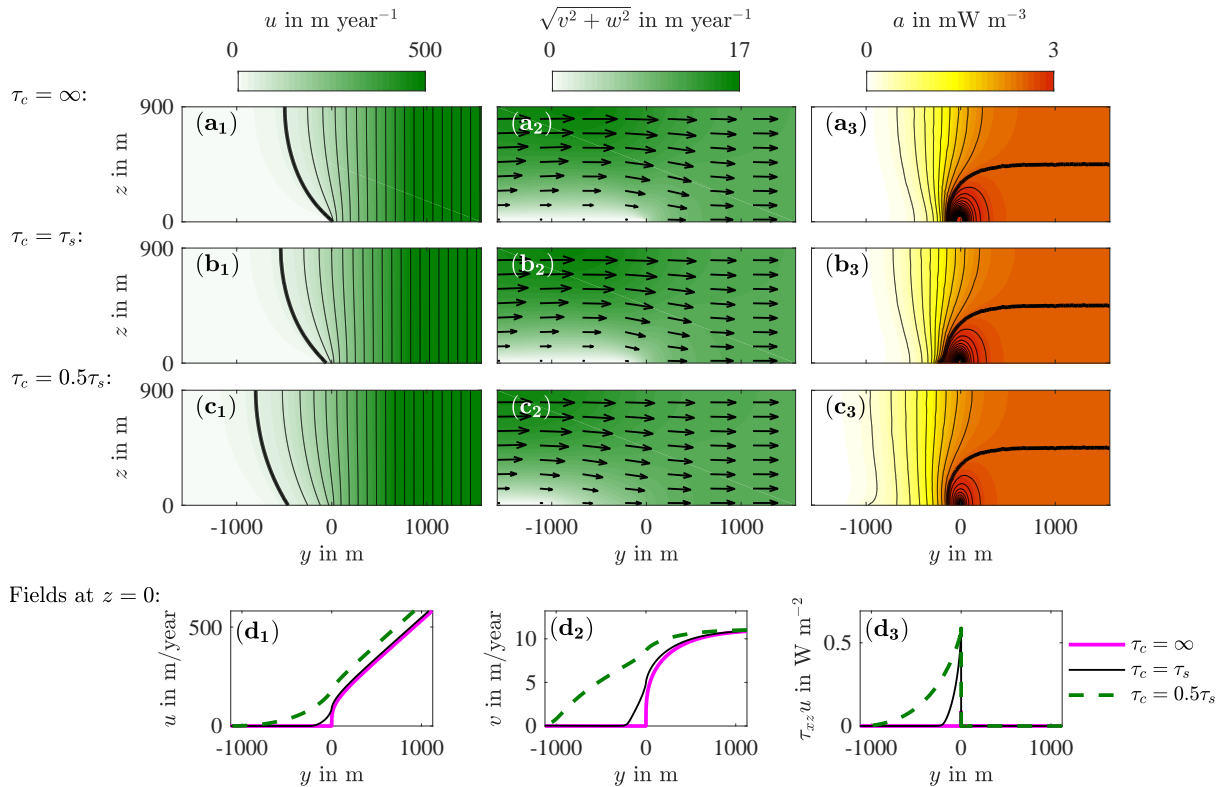 u in m year⁻¹ √v² + w² in m year⁻¹ a in mW m⁻³
0 500 0 17 0 3
τc = ∞:
900 (a₁) (a₂) (a₃)
z in m
0
τc = τs:
900 (b₁) (b₂) (b₃)
z in m
0
τc = 0.5τs:
900 (c₁) (c₂) (c₃)
z in m
0
-1000 0 1000 -1000 0 1000 -1000 0 1000
y in m y in m y in m
Fields at z = 0:
(d₁) (d₂) (d₃)
u in m/year 500 0
v in m/year 10 5 0
τxz u in W m⁻² 0.5 0
τc = ∞
τc = τs
τc = 0.5τs
-1000 0 1000 -1000 0 1000 -1000 0 1000
y in m y in m y in m